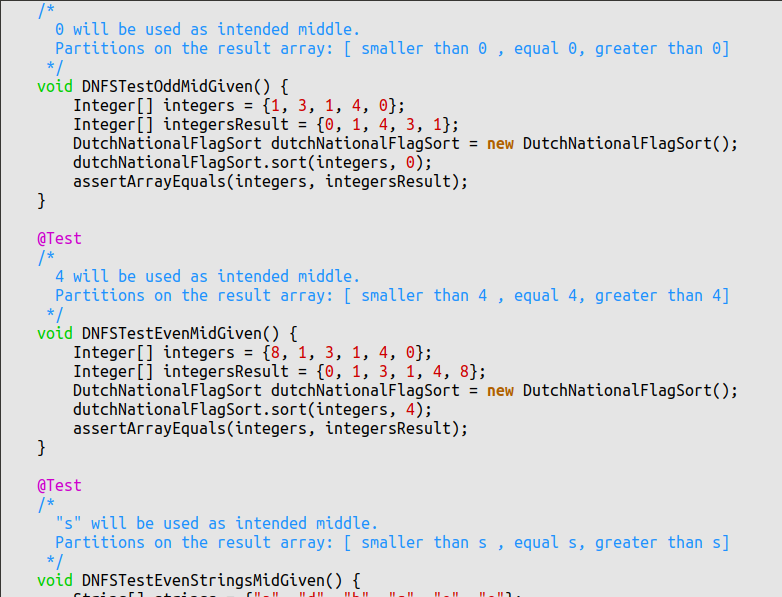 /*
0 will be used as intended middle.
Partitions on the result array: [ smaller than 0 , equal 0, greater than 0]
*/
void DNFSTestOddMidGiven() {
Integer[] integers = {1, 3, 1, 4, 0};
Integer[] integersResult = {0, 1, 4, 3, 1};
DutchNationalFlagSort dutchNationalFlagSort = new DutchNationalFlagSort();
dutchNationalFlagSort.sort(integers, 0);
assertArrayEquals(integers, integersResult);
}
@Test
/*
4 will be used as intended middle.
Partitions on the result array: [ smaller than 4 , equal 4, greater than 4]
*/
void DNFSTestEvenMidGiven() {
Integer[] integers = {8, 1, 3, 1, 4, 0};
Integer[] integersResult = {0, 1, 3, 1, 4, 8};
DutchNationalFlagSort dutchNationalFlagSort = new DutchNationalFlagSort();
dutchNationalFlagSort.sort(integers, 4);
assertArrayEquals(integers, integersResult);
}
@Test
/*
"s" will be used as intended middle.
Partitions on the result array: [ smaller than s , equal s, greater than s]
*/
void DNFSTestEvenStringsMidGiven() {
String[] strings =